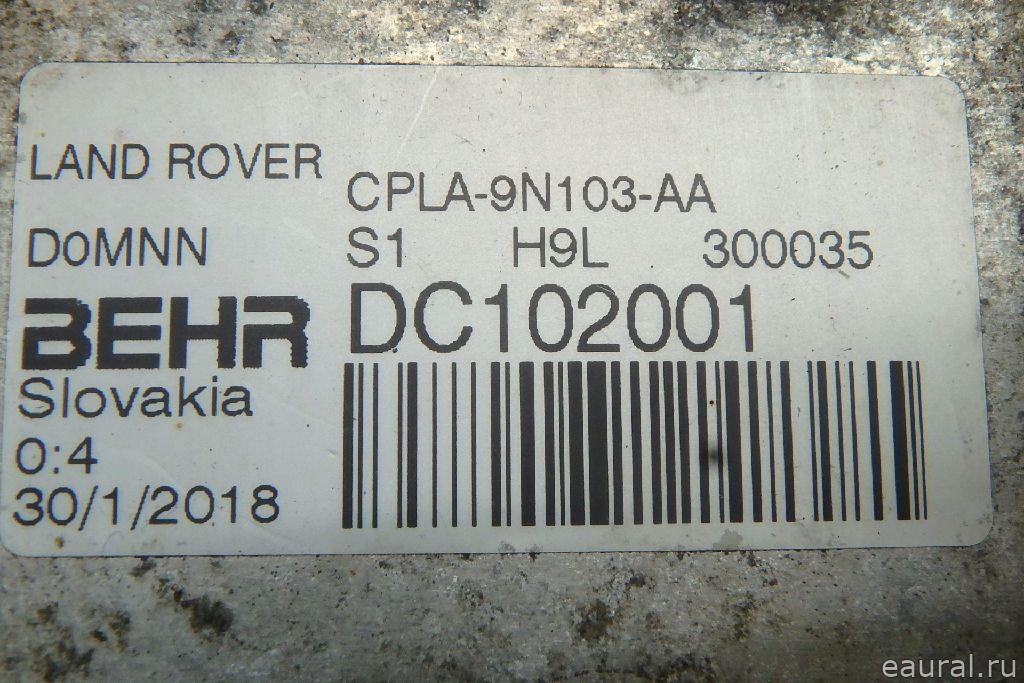 LAND ROVER
CPLA-9N103-AA
D0MNN S1 H9L 300035
BEHR DC102001
Slovakia
0:4
30/1/2018
eaural.ru